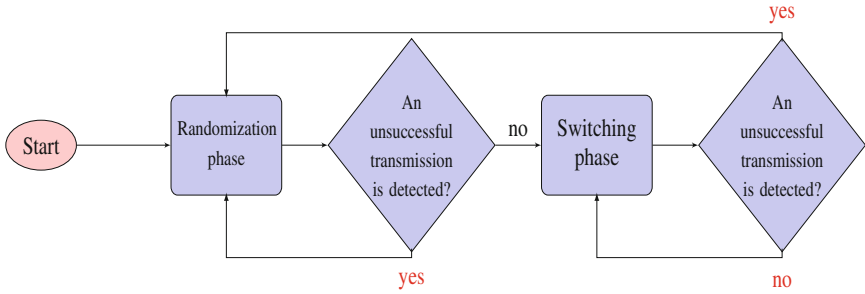 yes
Start
Randomization
phase
An
unsuccessful
transmission
is detected?
no
Switching
phase
An
unsuccessful
transmission
is detected?
yes
no